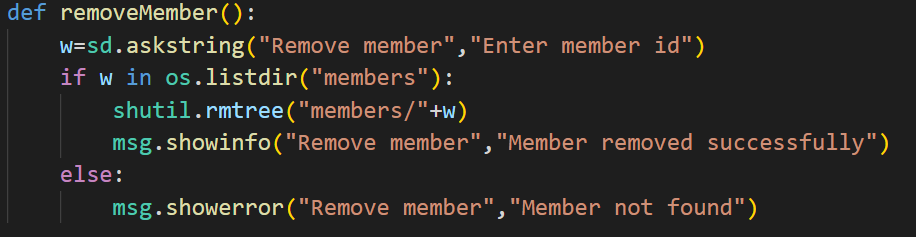 def removeMember():
    w=sd.askstring("Remove member","Enter member id")
    if w in os.listdir("members"):
        shutil.rmtree("members/"+w)
        msg.showinfo("Remove member","Member removed successfully")
    else:
        msg.showerror("Remove member","Member not found")